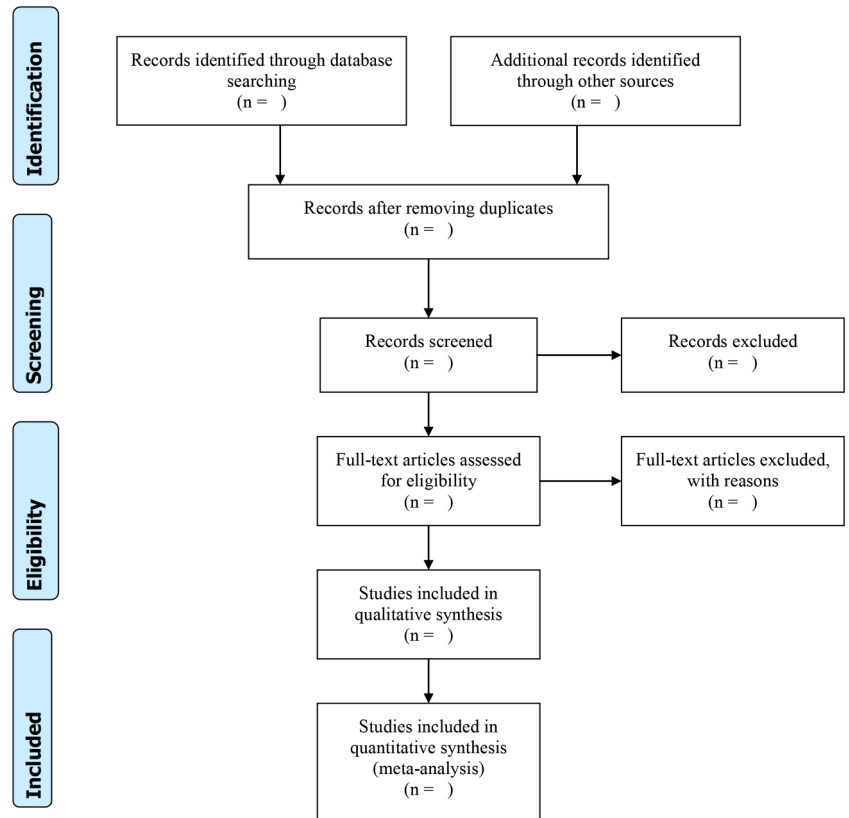 Identification
Records identified through database
searching
(n =   )
Additional records identified
through other sources
(n =   )
Records after removing duplicates
(n =   )
Screening
Records screened
(n =   )
Records excluded
(n =   )
Eligibility
Full-text articles assessed
for eligibility
(n =   )
Full-text articles excluded,
with reasons
(n =   )
Studies included in
qualitative synthesis
(n =   )
Included
Studies included in
quantitative synthesis
(meta-analysis)
(n =   )